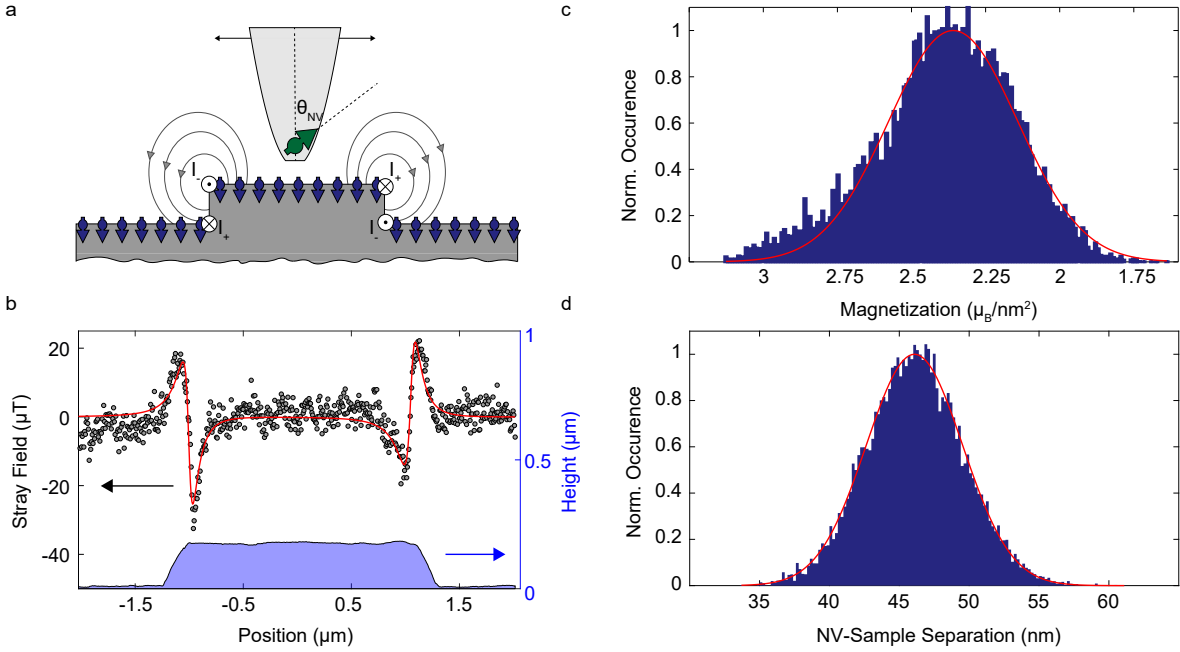 a
θNV
I-
I+
I+
I-
b
20
0
-20
-40
Stray Field (µT)
1
0.5
0
Height (µm)
-1.5
-0.5
0.5
1.5
Position (µm)
c
1
0.8
0.6
0.4
0.2
0
Norm. Occurence
3
2.75
2.5
2.25
2
1.75
Magnetization (µB/nm²)
d
1
0.8
0.6
0.4
0.2
0
Norm. Occurence
35
40
45
50
55
60
NV-Sample Separation (nm)